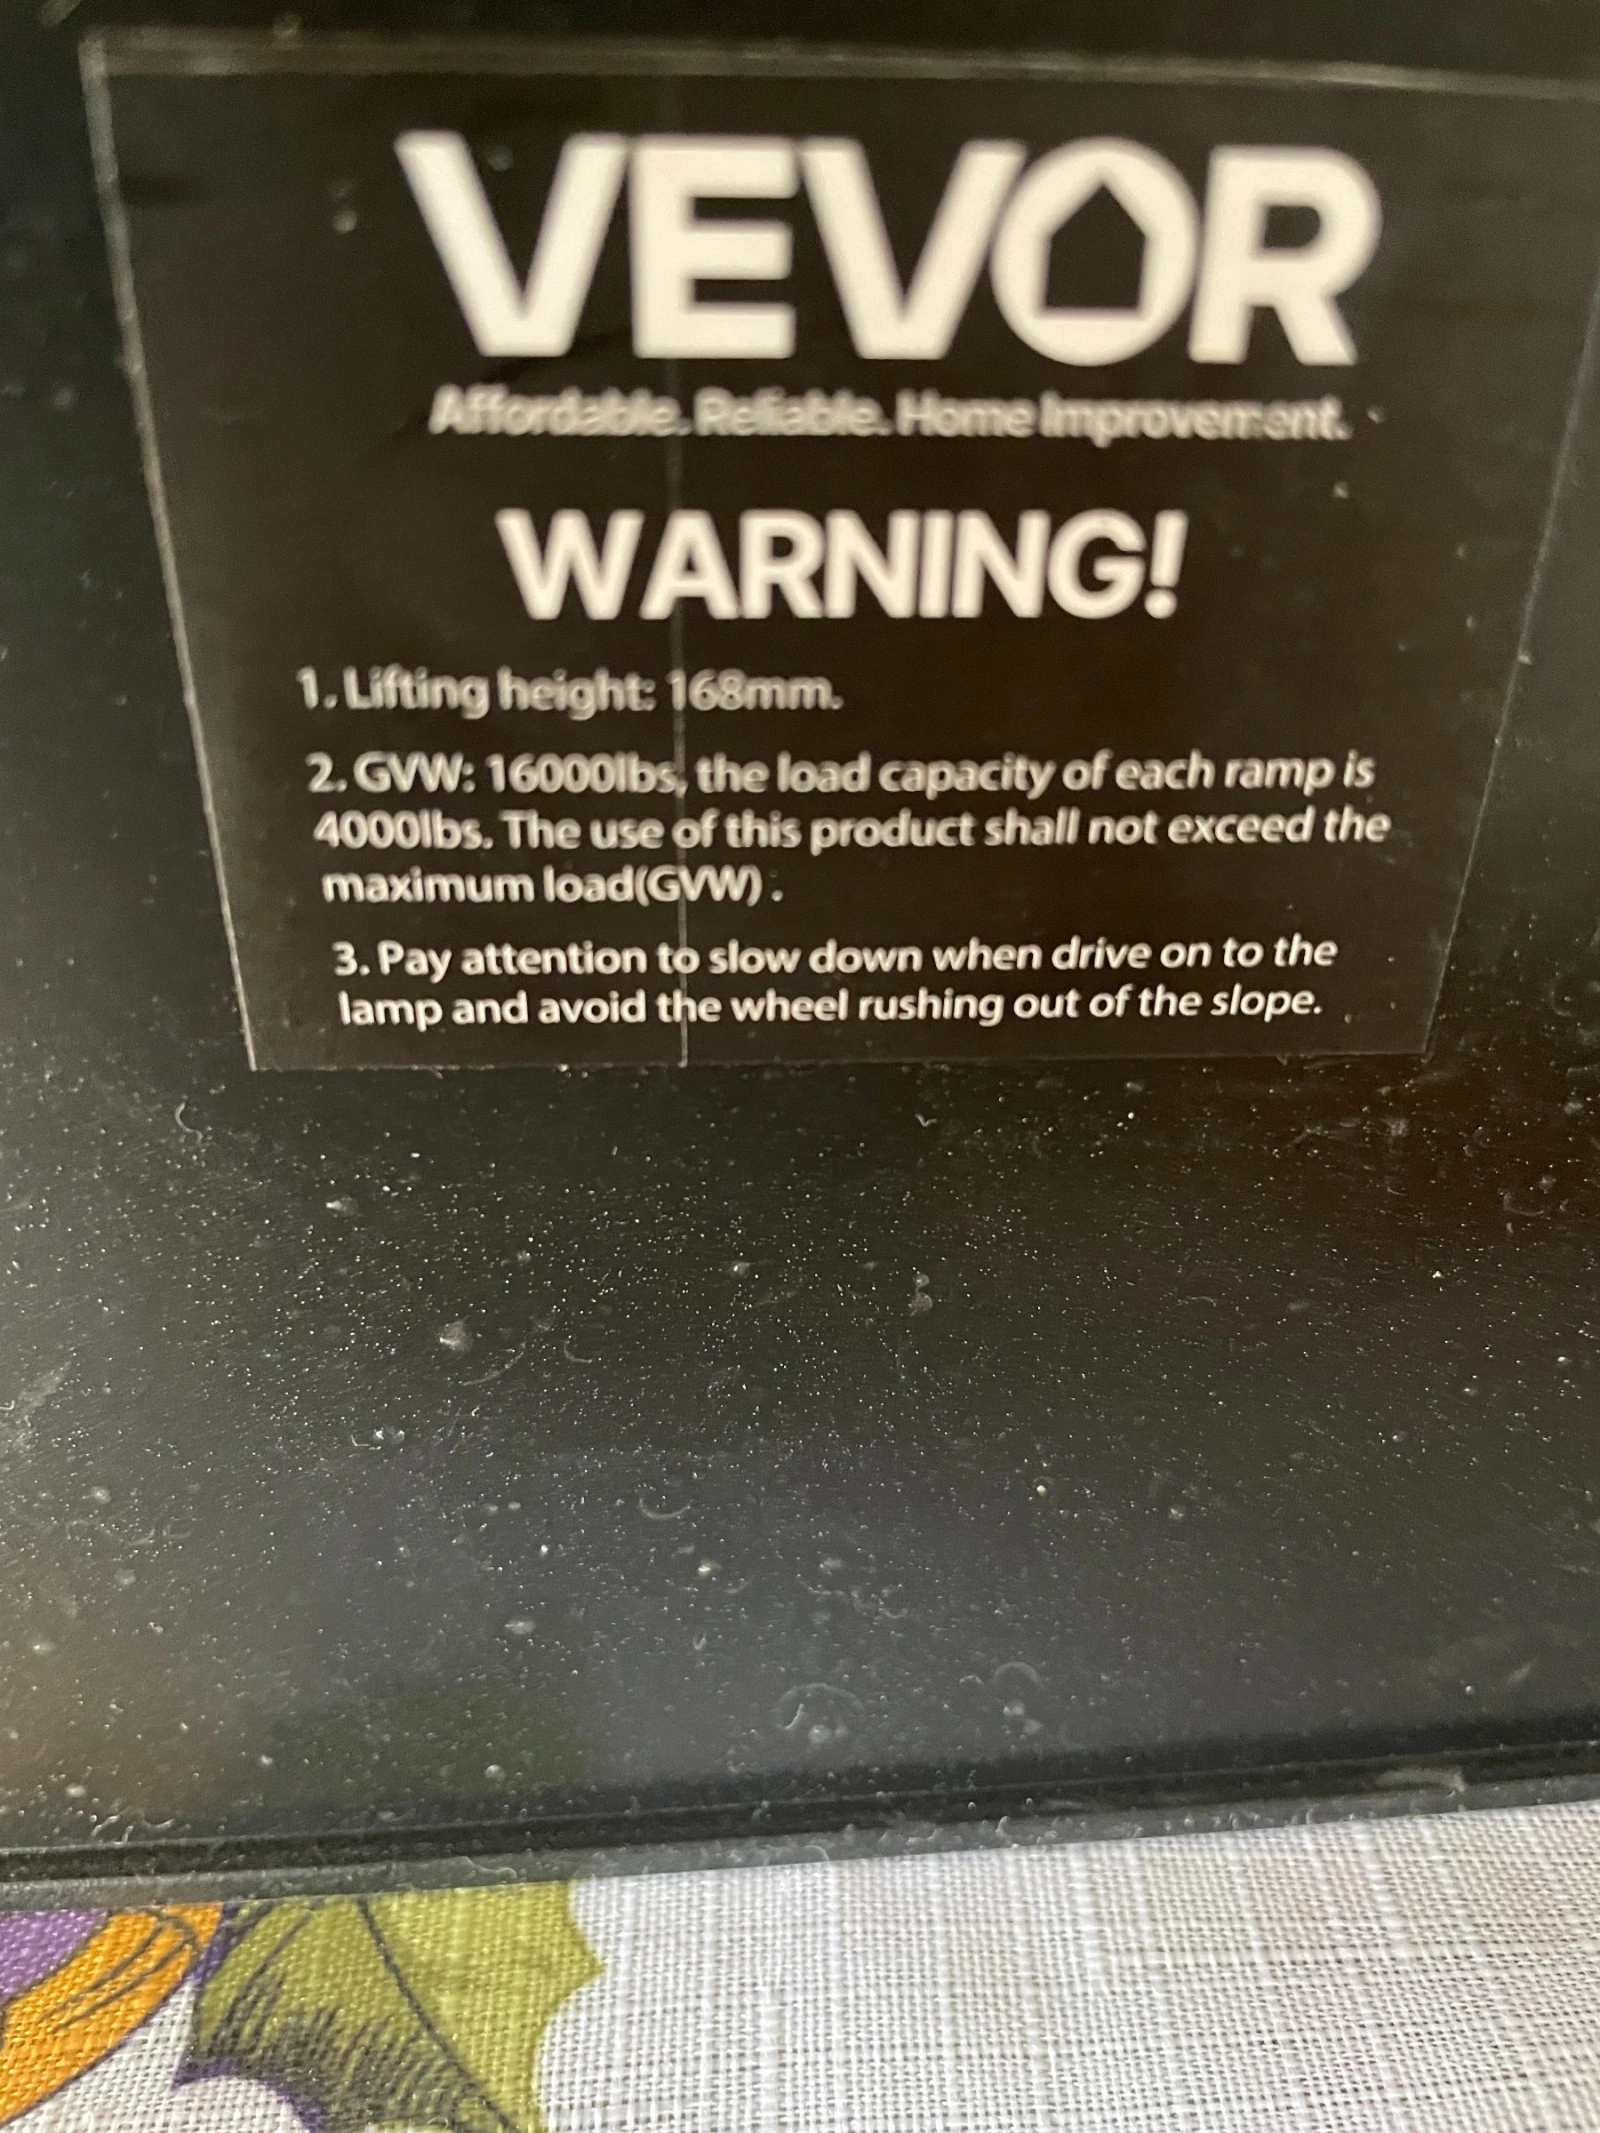 VEVOR
Affordable. Reliable. Home Improvement.
WARNING!
1. Lifting height: 168mm.
2. GVW: 16000lbs, the load capacity of each ramp is
4000lbs. The use of this product shall not exceed the
maximum load(GVW) .
3. Pay attention to slow down when drive on to the
lamp and avoid the wheel rushing out of the slope.